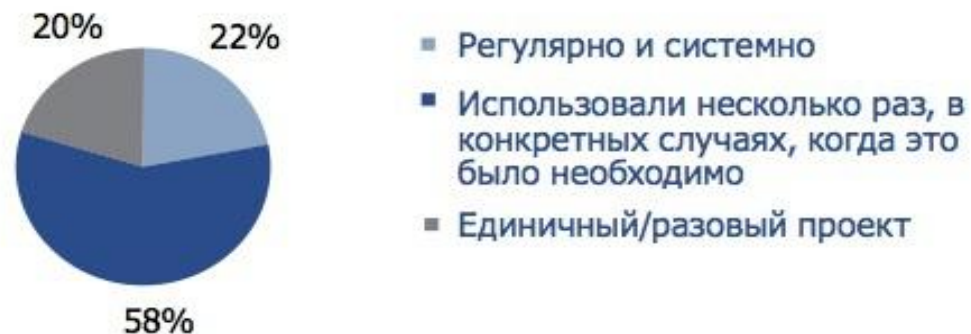 20%
22%
58%
Регулярно и системно
Использовали несколько раз, в
конкретных случаях, когда это
было необходимо
Единичный/разовый проект